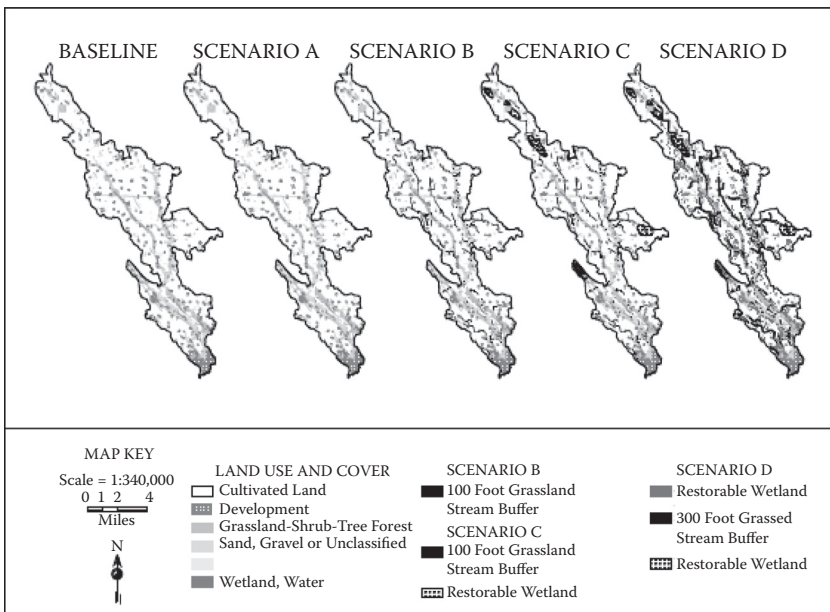 BASELINE SCENARIO A SCENARIO B SCENARIO C SCENARIO D
MAP KEY
Scale = 1:340,000
0 1 2 4
Miles
N
LAND USE AND COVER
Cultivated Land
Development
Grassland-Shrub-Tree Forest
Sand, Gravel or Unclassified
Wetland, Water
SCENARIO B
100 Foot Grassland
Stream Buffer
SCENARIO C
100 Foot Grassland
Stream Buffer
Restorable Wetland
SCENARIO D
Restorable Wetland
300 Foot Grassed
Stream Buffer
Restorable Wetland